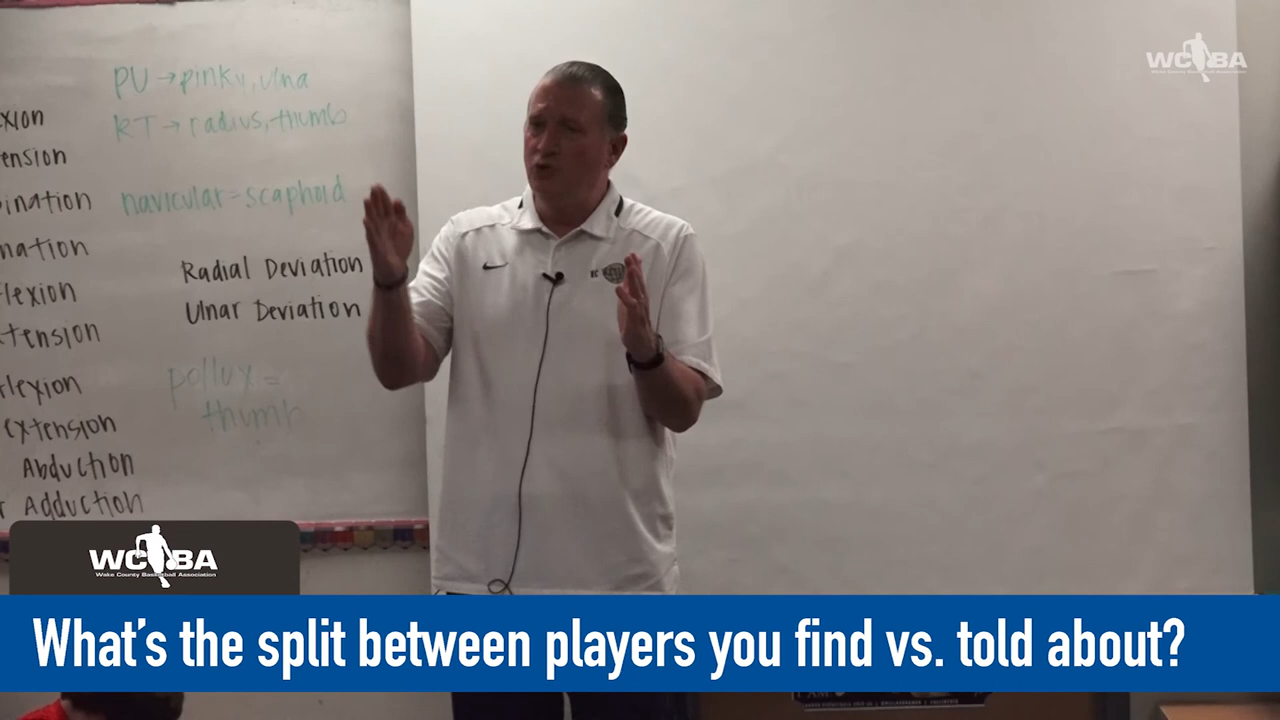 PU → pinky, ulna
RT → radius, thumb
navicular = scaphoid
Radial Deviation
Ulnar Deviation
pollux =
thumb
xion
ension
ination
nation
lexion
tension
flexion
extension
Abduction
r Adduction
WCBA
Wake County Basketball Association
WCBA
Wake County Basketball Association
What's the split between players you find vs. told about?